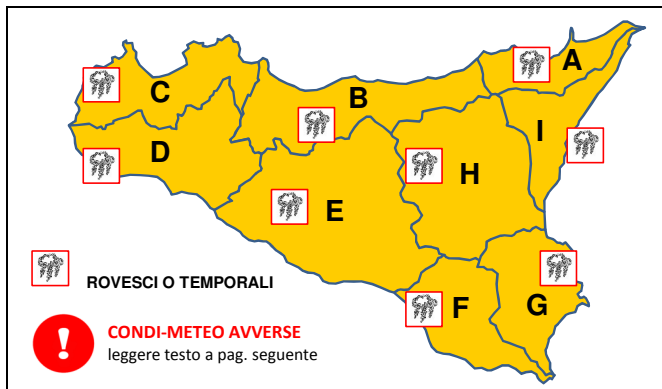 A
C
B
I
D
H
E
F
G
ROVESCI O TEMPORALI
!
CONDI-METEO AVVERSE
leggere testo a pag. seguente